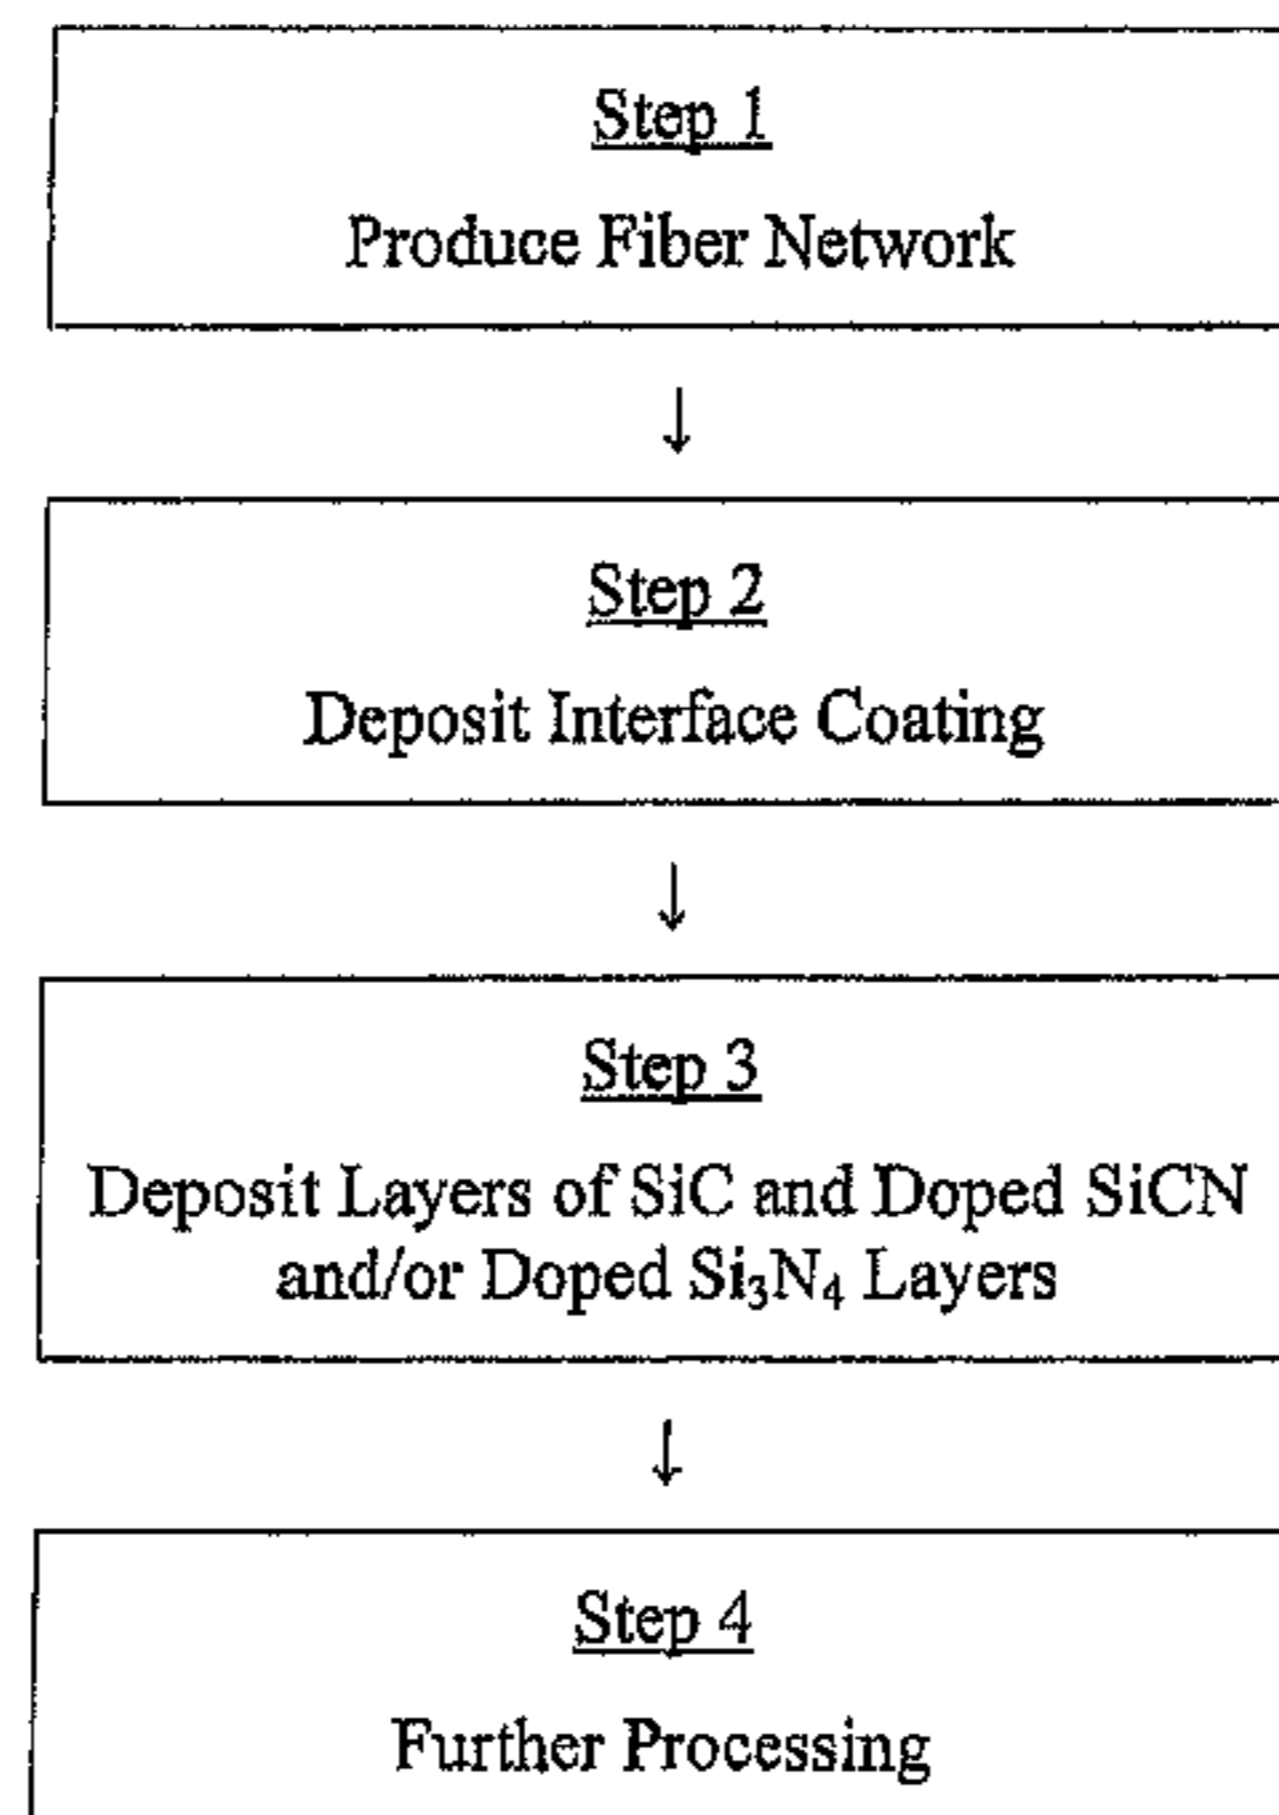 Step 1
Produce Fiber Network
↓
Step 2
Deposit Interface Coating
↓
Step 3
Deposit Layers of SiC and Doped SiCN
and/or Doped Si₃N₄ Layers
↓
Step 4
Further Processing